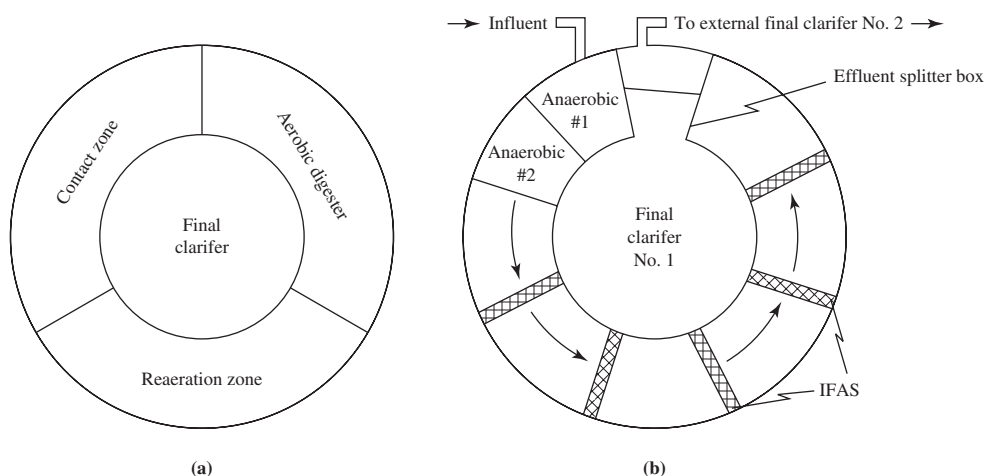 Contact zone
Aerobic digester
Final
clarifer
Reaeration zone
(a)
Influent
To external final clarifer No. 2
Effluent splitter box
Anaerobic
#1
Anaerobic
#2
Final
clarifer
No. 1
IFAS
(b)